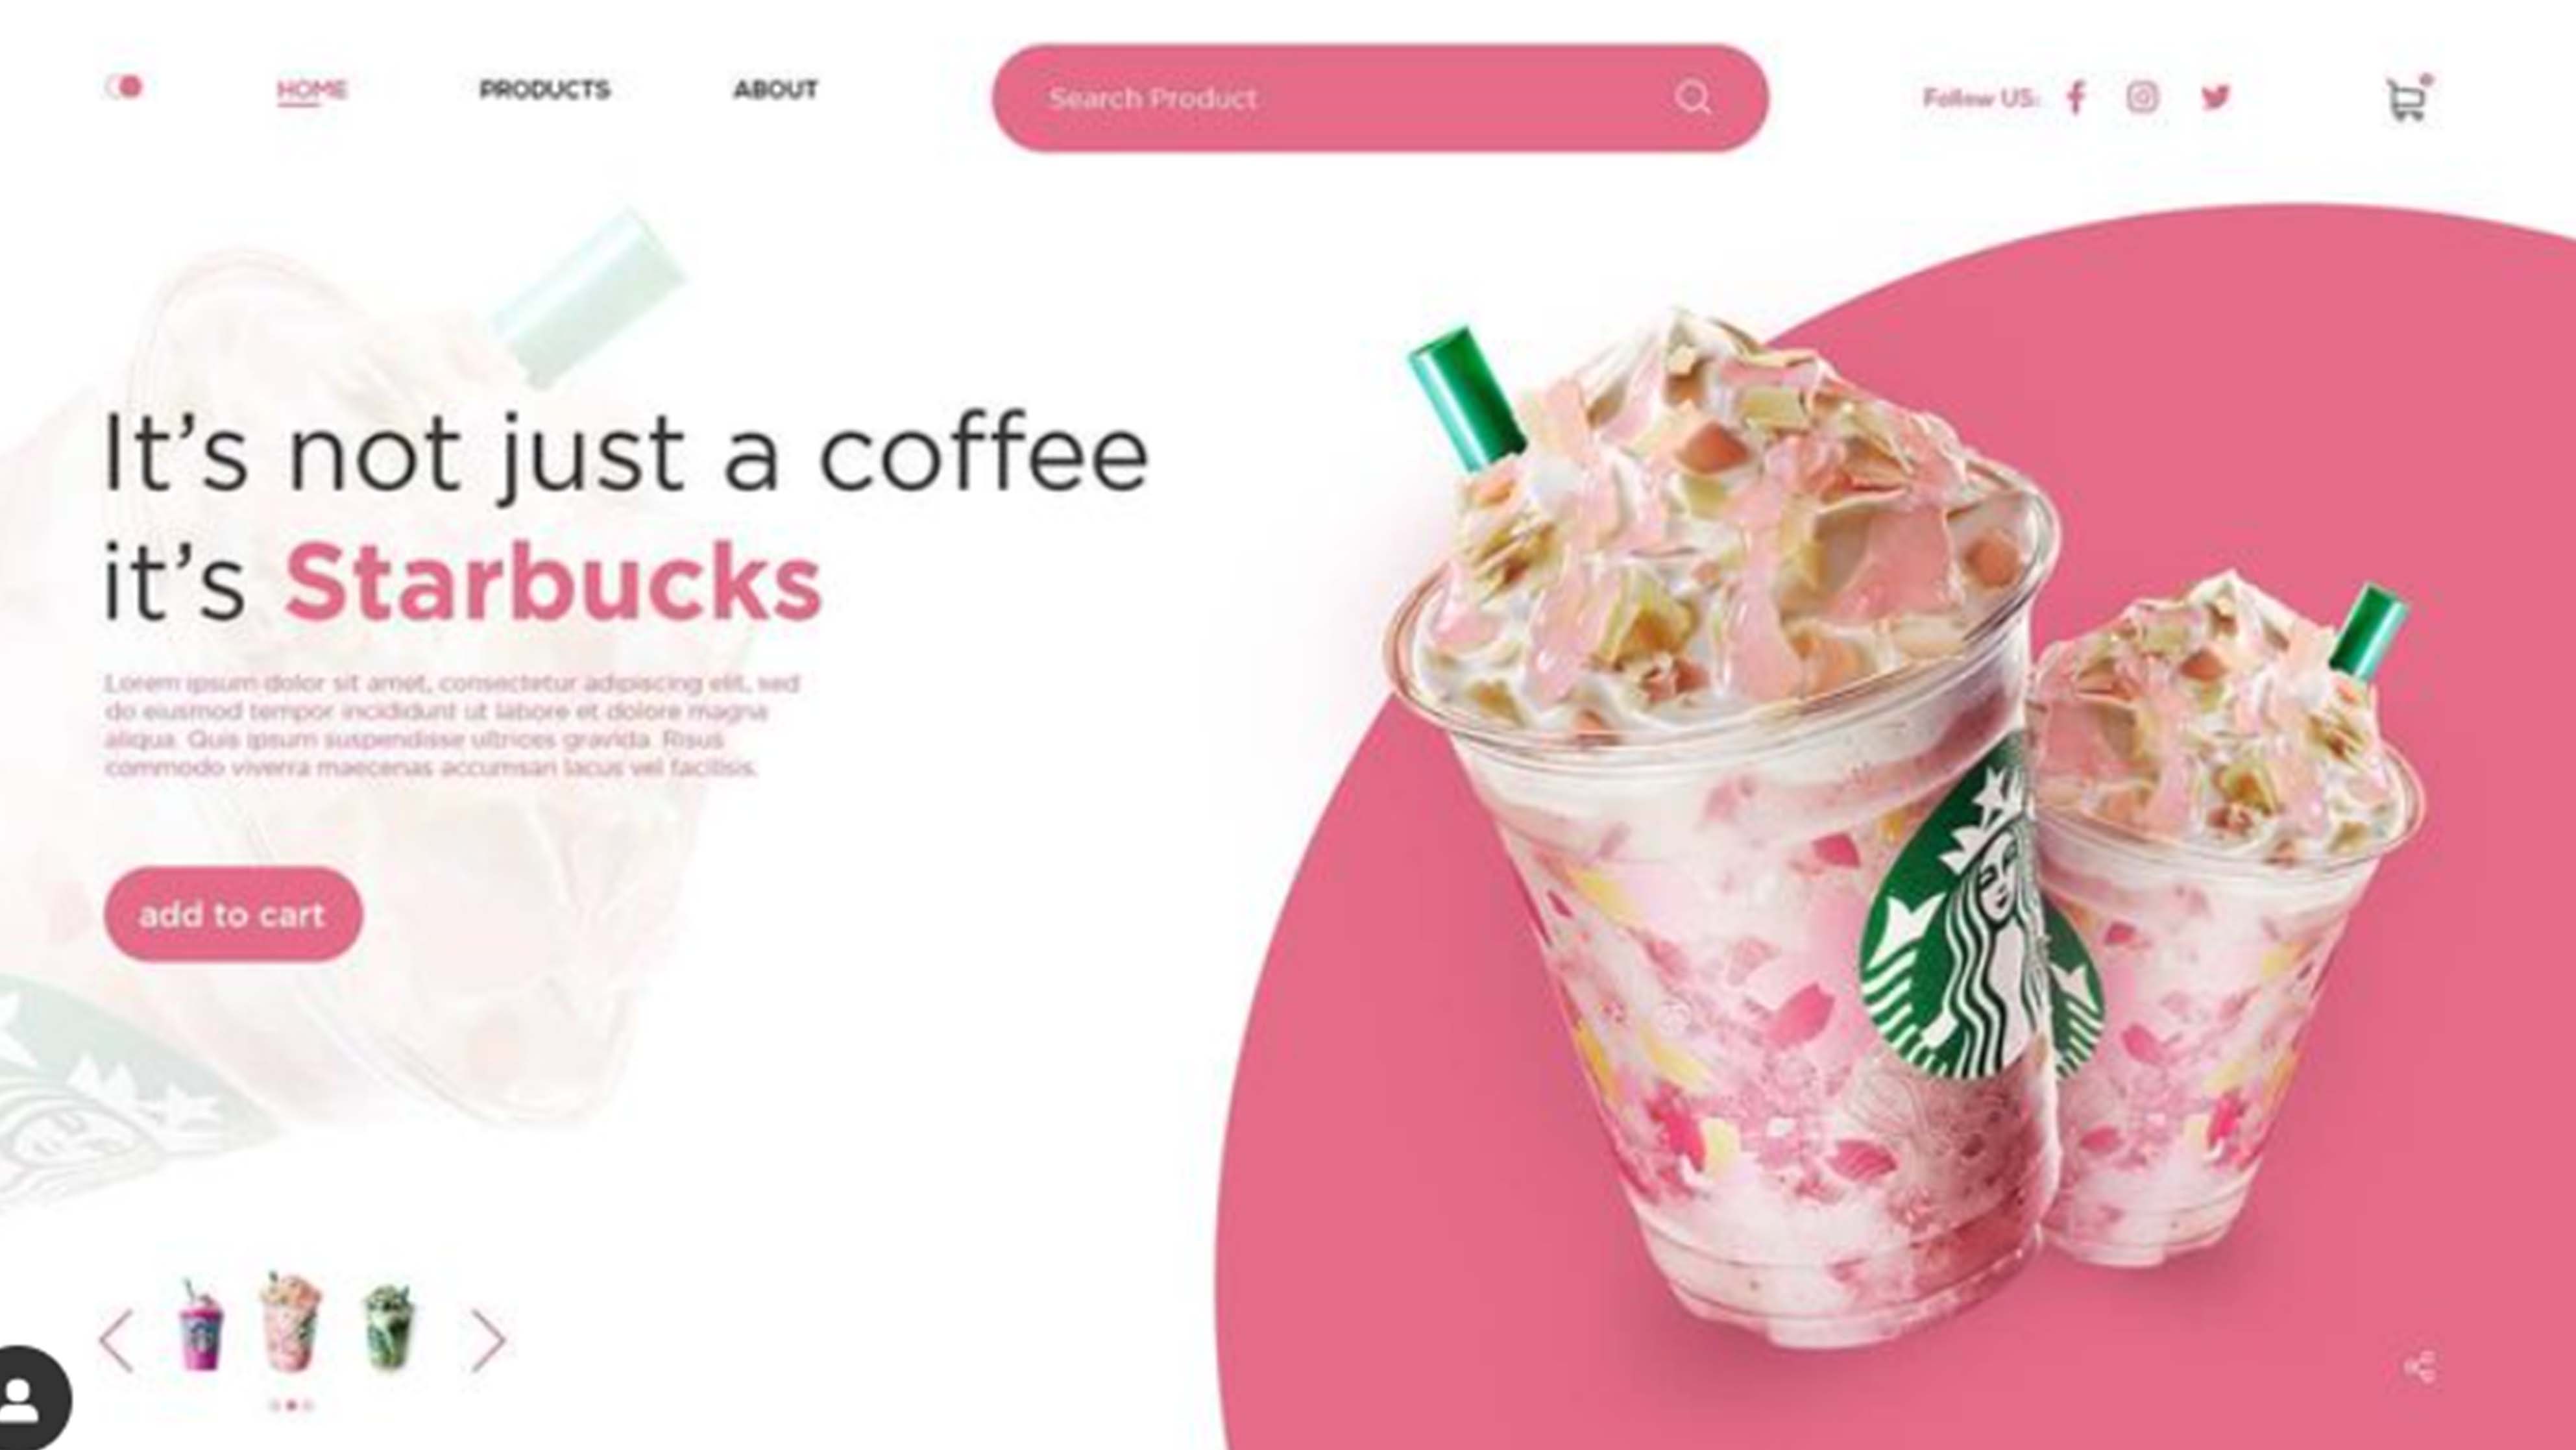 HOME
PRODUCTS
ABOUT
Search Product
Follow US:
It's not just a coffee
it's Starbucks
Lorem ipsum dolor sit amet, consectetur adipiscing elit, sed
do eiusmod tempor incididunt ut labore et dolore magna
aliqua. Quis ipsum suspendisse ultrices gravida. Risus
commodo viverra maecenas accumsan lacus vel facilisis.
add to cart